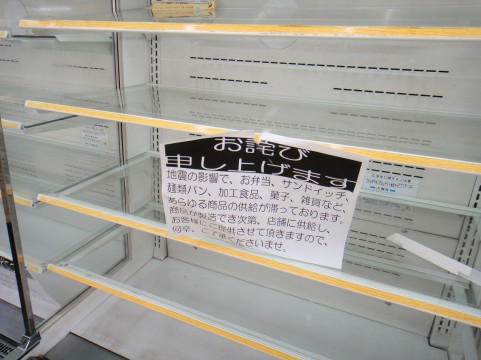 お詫び
申し上げます
地震の影響で、お弁当、サンドイッチ、
麺類パン、加工食品、菓子、雑貨など、
あらゆる商品の供給が滞っております。
商品が製造でき次第、店舗に供給し、
お客様にご提供させて頂きますので、
何卒、ご了承くださいませ。